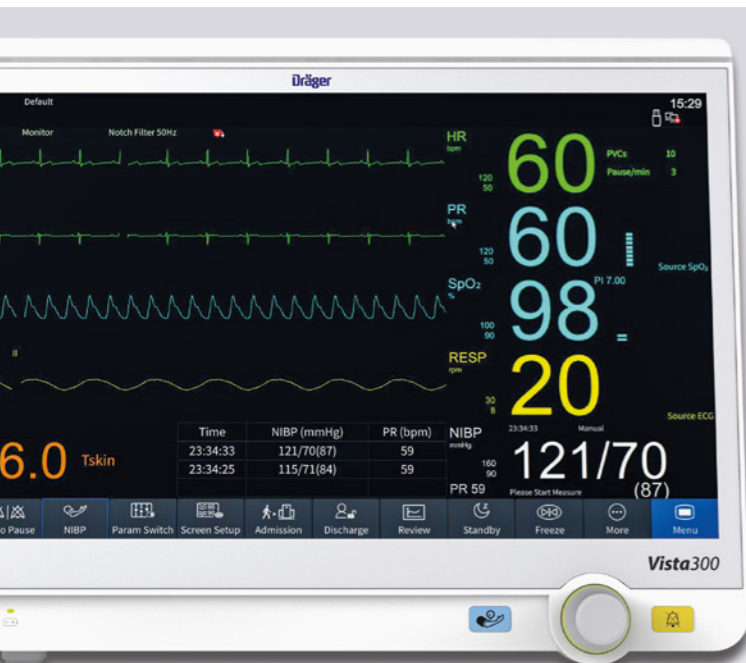 Dräger
Default
15:29
Monitor Notch Filter 50Hz
HR
bpm
120
50
60
PVCs 10
Pause/min 3
PR
bpm
120
50
60
Source SpO₂
SpO₂
%
100
90
98
PI 7.00
II
RESP
rpm
30
8
20
Source ECG
6.0 Tskin
Time NIBP (mmHg) PR (bpm)
23:34:33 121/70(87) 59
23:34:25 115/71(84) 59
NIBP
mmHg
160
90
PR 59
23:34:33 Manual
121/70
(87)
Please Start Measure
o Pause NIBP Param Switch Screen Setup Admission Discharge Review Standby Freeze More Menu
Vista300